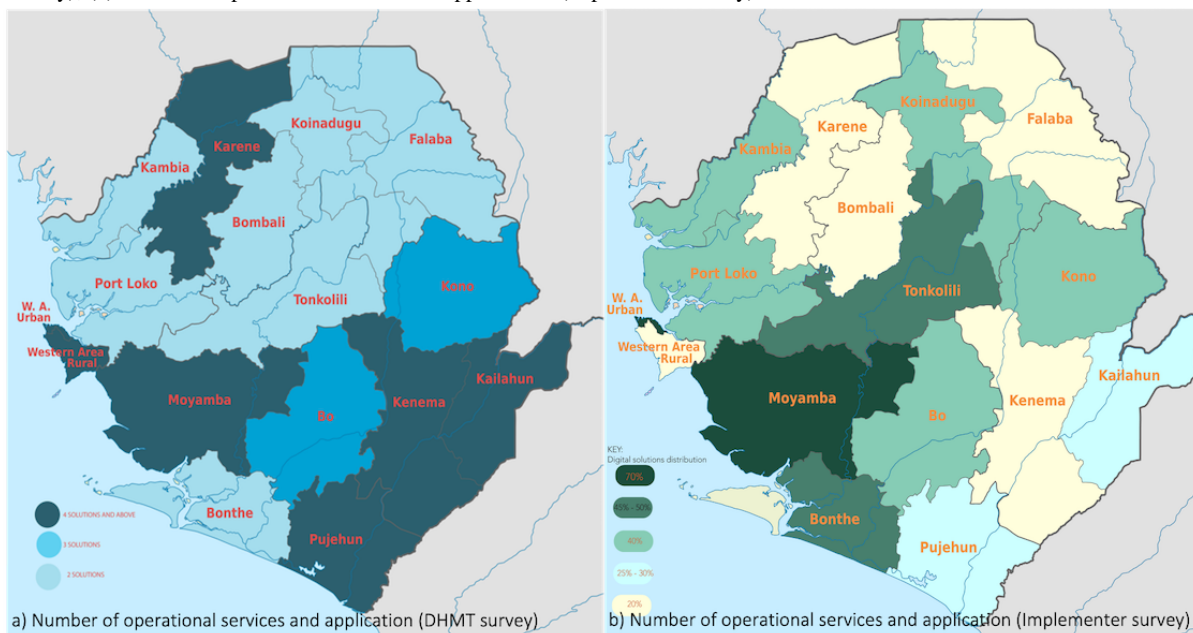 Koinadugu
Falaba
Karene
Kambia
Bombali
Port Loko
Tonkolili
Kono
W. A.
Urban
Western Area
Rural
Moyamba
Bo
Kenema
Kailahun
Bonthe
Pujehun
4 SOLUTIONS AND ABOVE
3 SOLUTIONS
2 SOLUTIONS
a) Number of operational services and application (DHMT survey)
Koinadugu
Falaba
Karene
Kambia
Bombali
Port Loko
Tonkolili
Kono
W. A.
Urban
Western Area
Rural
Moyamba
Bo
Kenema
Kailahun
Bonthe
Pujehun
KEY:
Digital solutions distribution
70%
45% - 50%
40%
25% - 30%
20%
b) Number of operational services and application (Implementer survey)